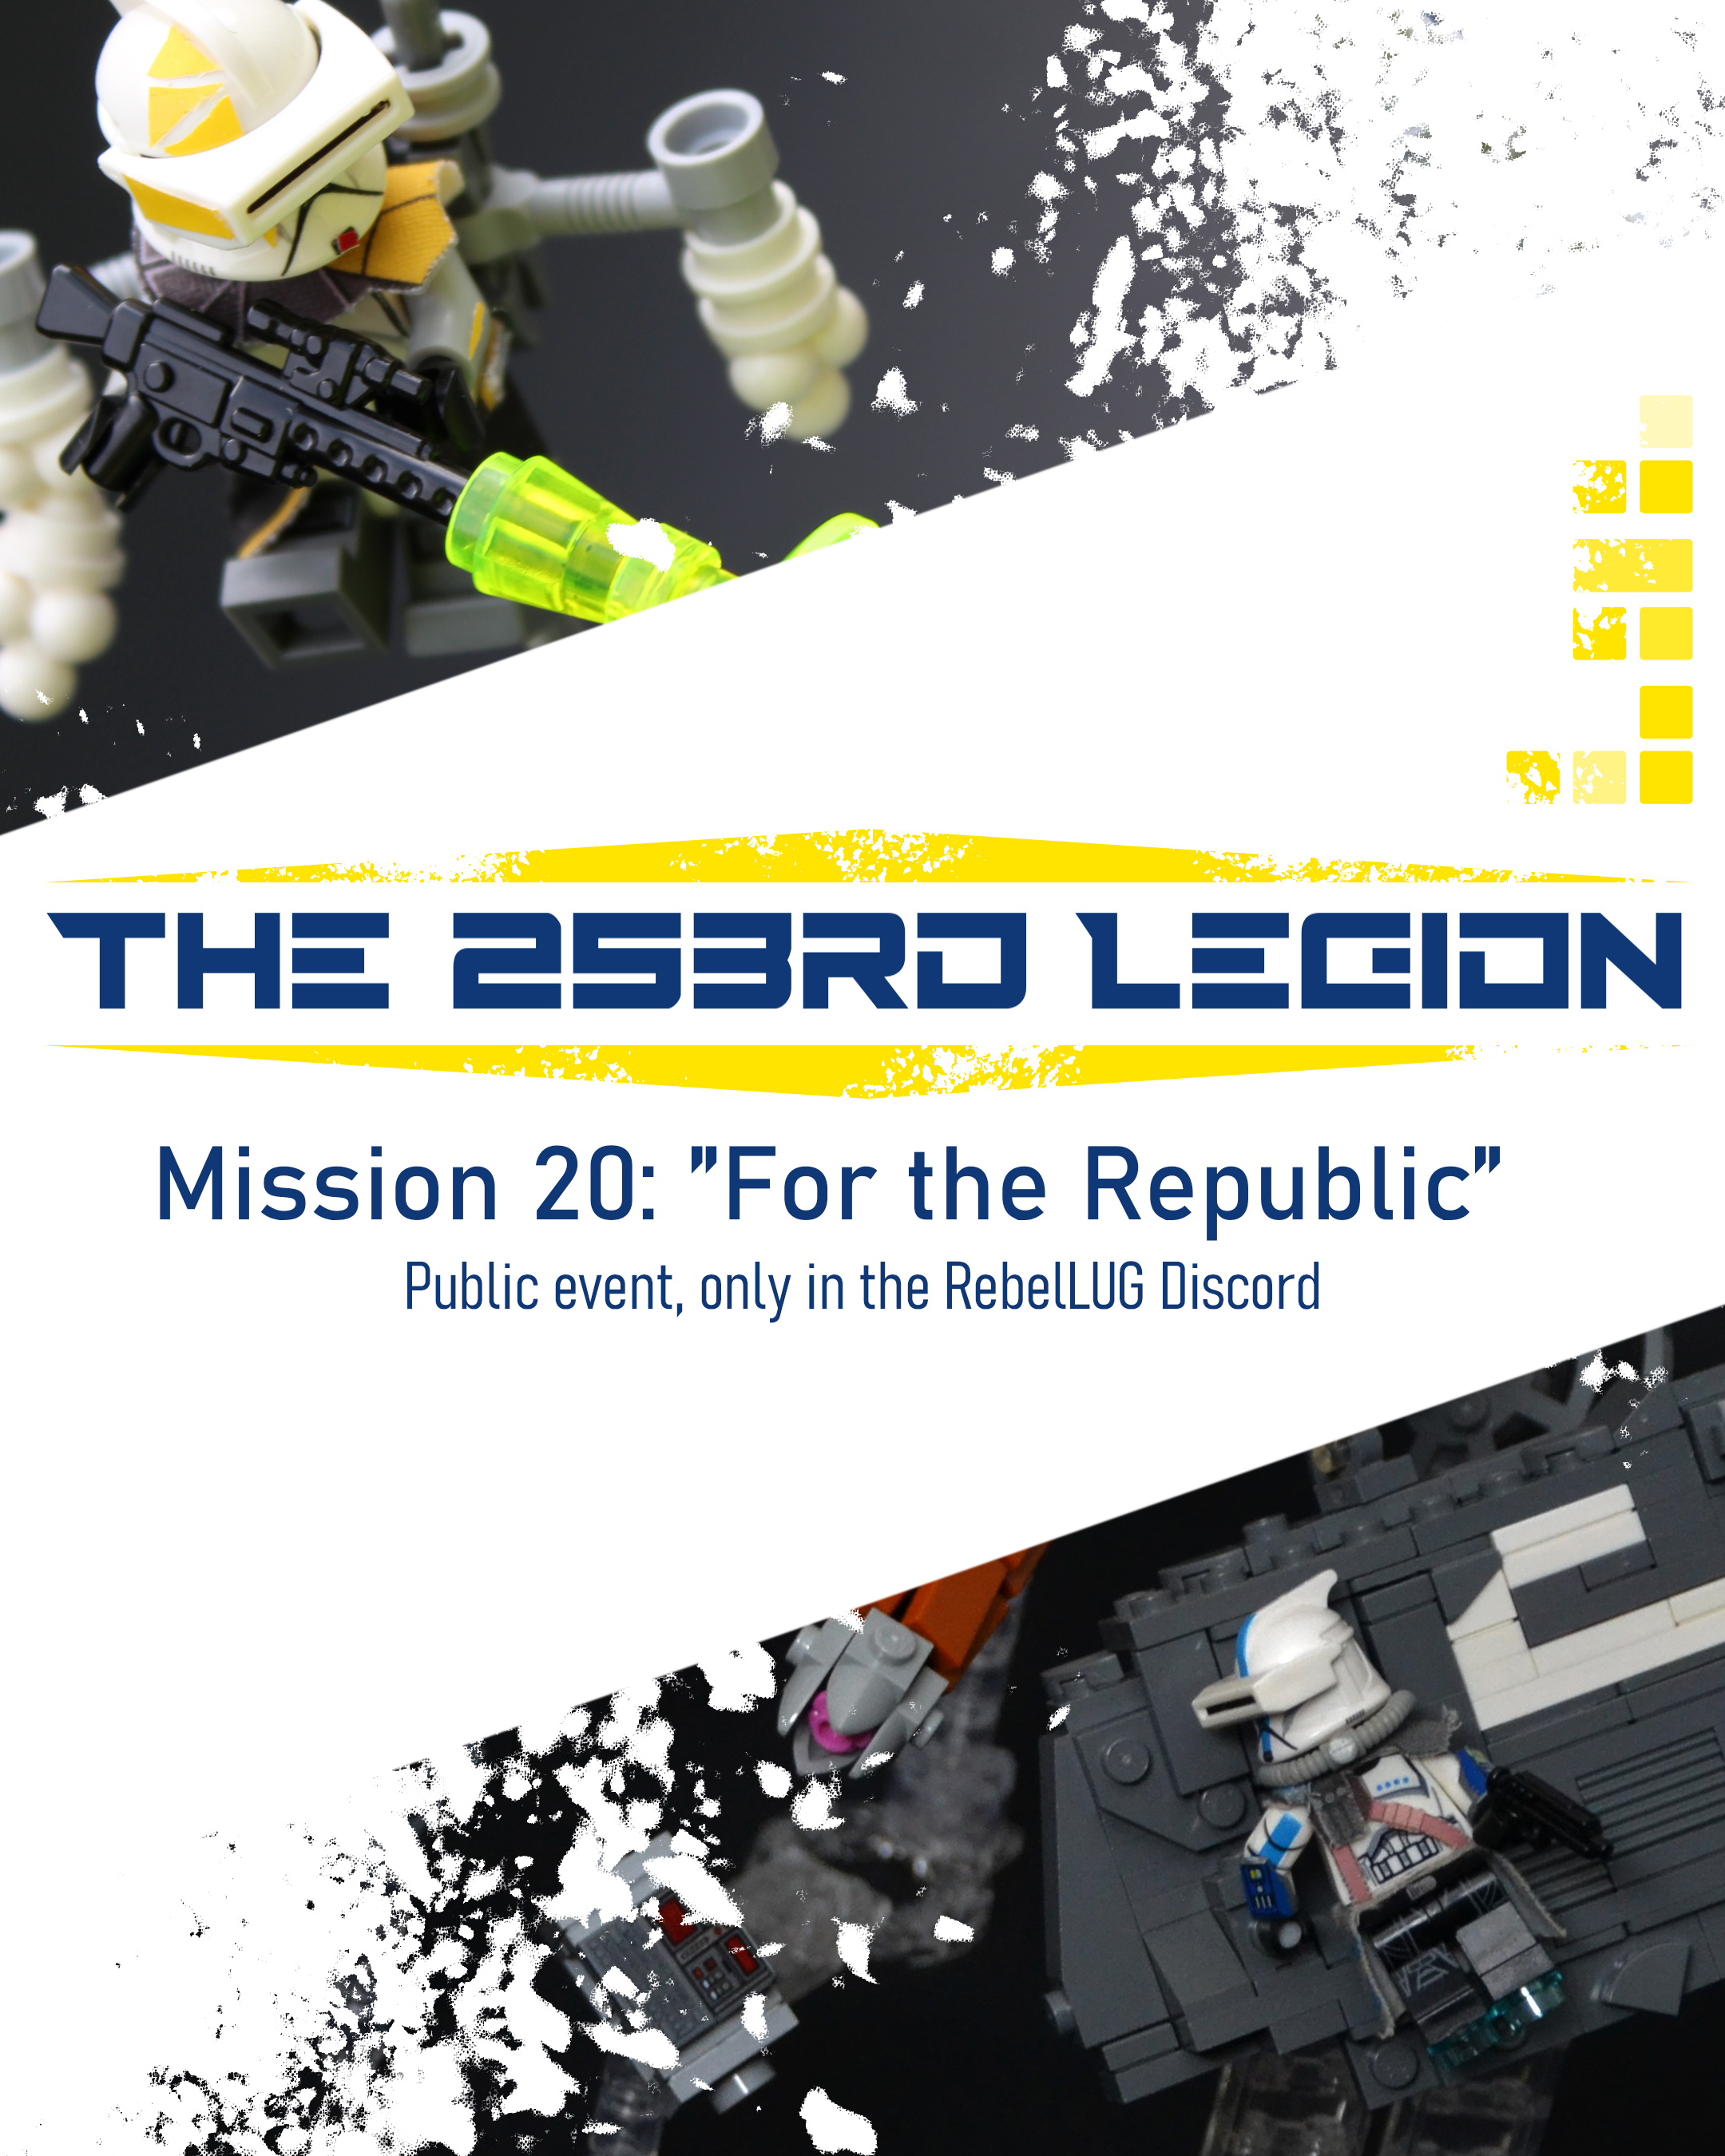 THE 253RD LEGION
Mission 20: "For the Republic"
Public event, only in the RebelLUG Discord